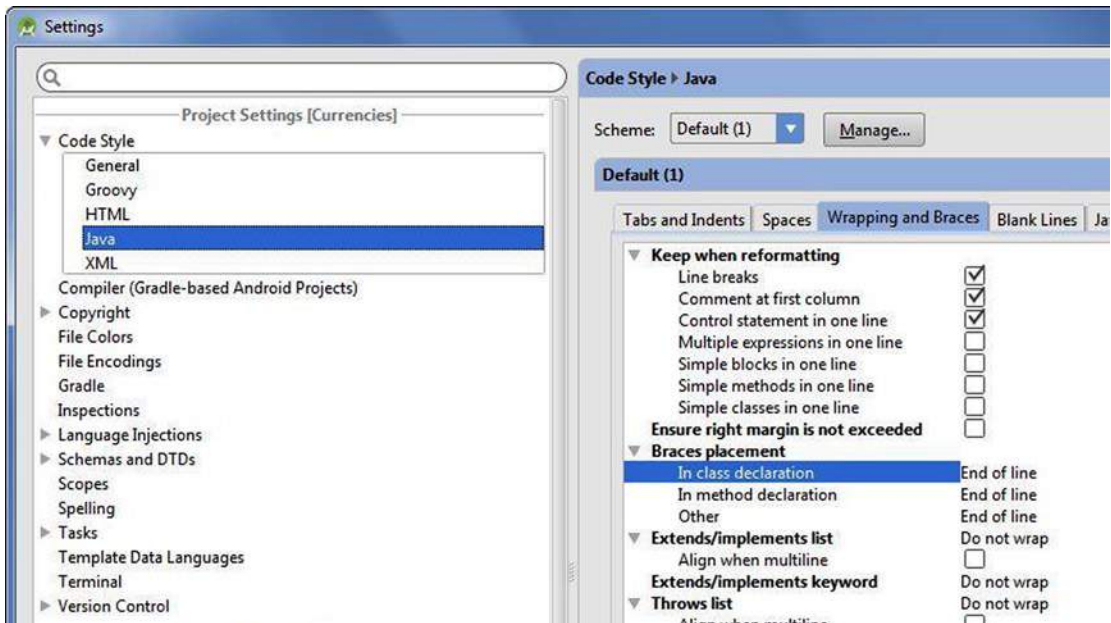 Settings
Project Settings [Currencies]
Code Style
General
Groovy
HTML
Java
XML
Compiler (Gradle-based Android Projects)
Copyright
File Colors
File Encodings
Gradle
Inspections
Language Injections
Schemas and DTDs
Scopes
Spelling
Tasks
Template Data Languages
Terminal
Version Control
Code Style Java
Scheme: Default (1) Manage...
Default (1)
Tabs and Indents Spaces Wrapping and Braces Blank Lines Ja
Keep when reformatting
Line breaks
Comment at first column
Control statement in one line
Multiple expressions in one line
Simple blocks in one line
Simple methods in one line
Simple classes in one line
Ensure right margin is not exceeded
Braces placement
In class declaration End of line
In method declaration End of line
Other End of line
Extends/implements list Do not wrap
Align when multiline
Extends/implements keyword Do not wrap
Throws list Do not wrap
Align when multiline